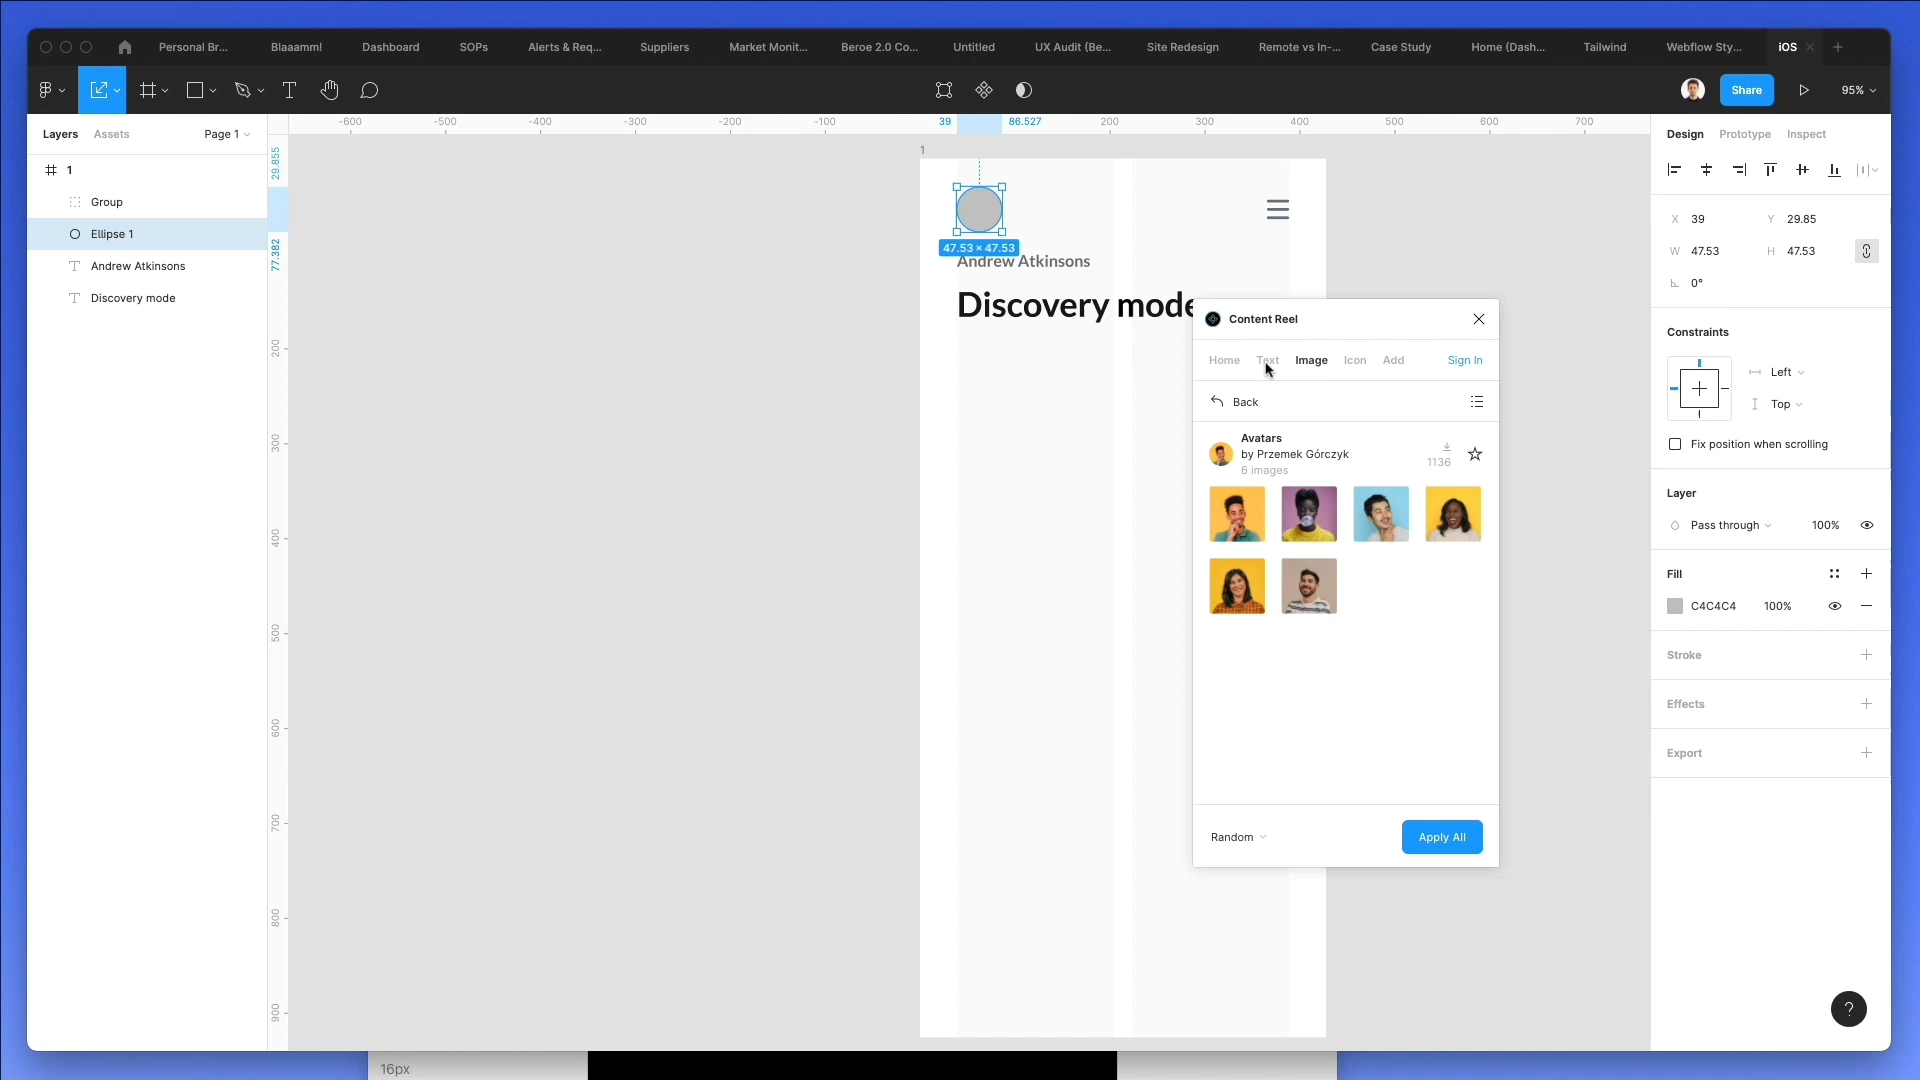 Personal Br...
Blaaamm!
Dashboard
SOPs
Alerts & Req...
Suppliers
Market Monit...
Beroe 2.0 Co...
Untitled
UX Audit (Be...
Site Redesign
Remote vs In-...
Case Study
Home (Dash...
Tailwind
Webflow Sty...
iOS
Share
95%
Layers
Assets
Page 1
-600
-500
-400
-300
-200
-100
39
86.527
200
300
400
500
600
700
29.855
77.382
200
300
400
500
600
700
800
900
1
Group
Ellipse 1
Andrew Atkinsons
Discovery mode
1
47.53 × 47.53
Andrew Atkinsons
Discovery mode
Content Reel
Home
Text
Image
Icon
Add
Sign In
Back
Avatars
by Przemek Górczyk
6 images
1136
Random
Apply All
Design
Prototype
Inspect
X 39
Y 29.85
W 47.53
H 47.53
0°
Constraints
Left
Top
Fix position when scrolling
Layer
Pass through
100%
Fill
C4C4C4
100%
Stroke
Effects
Export
?
16px